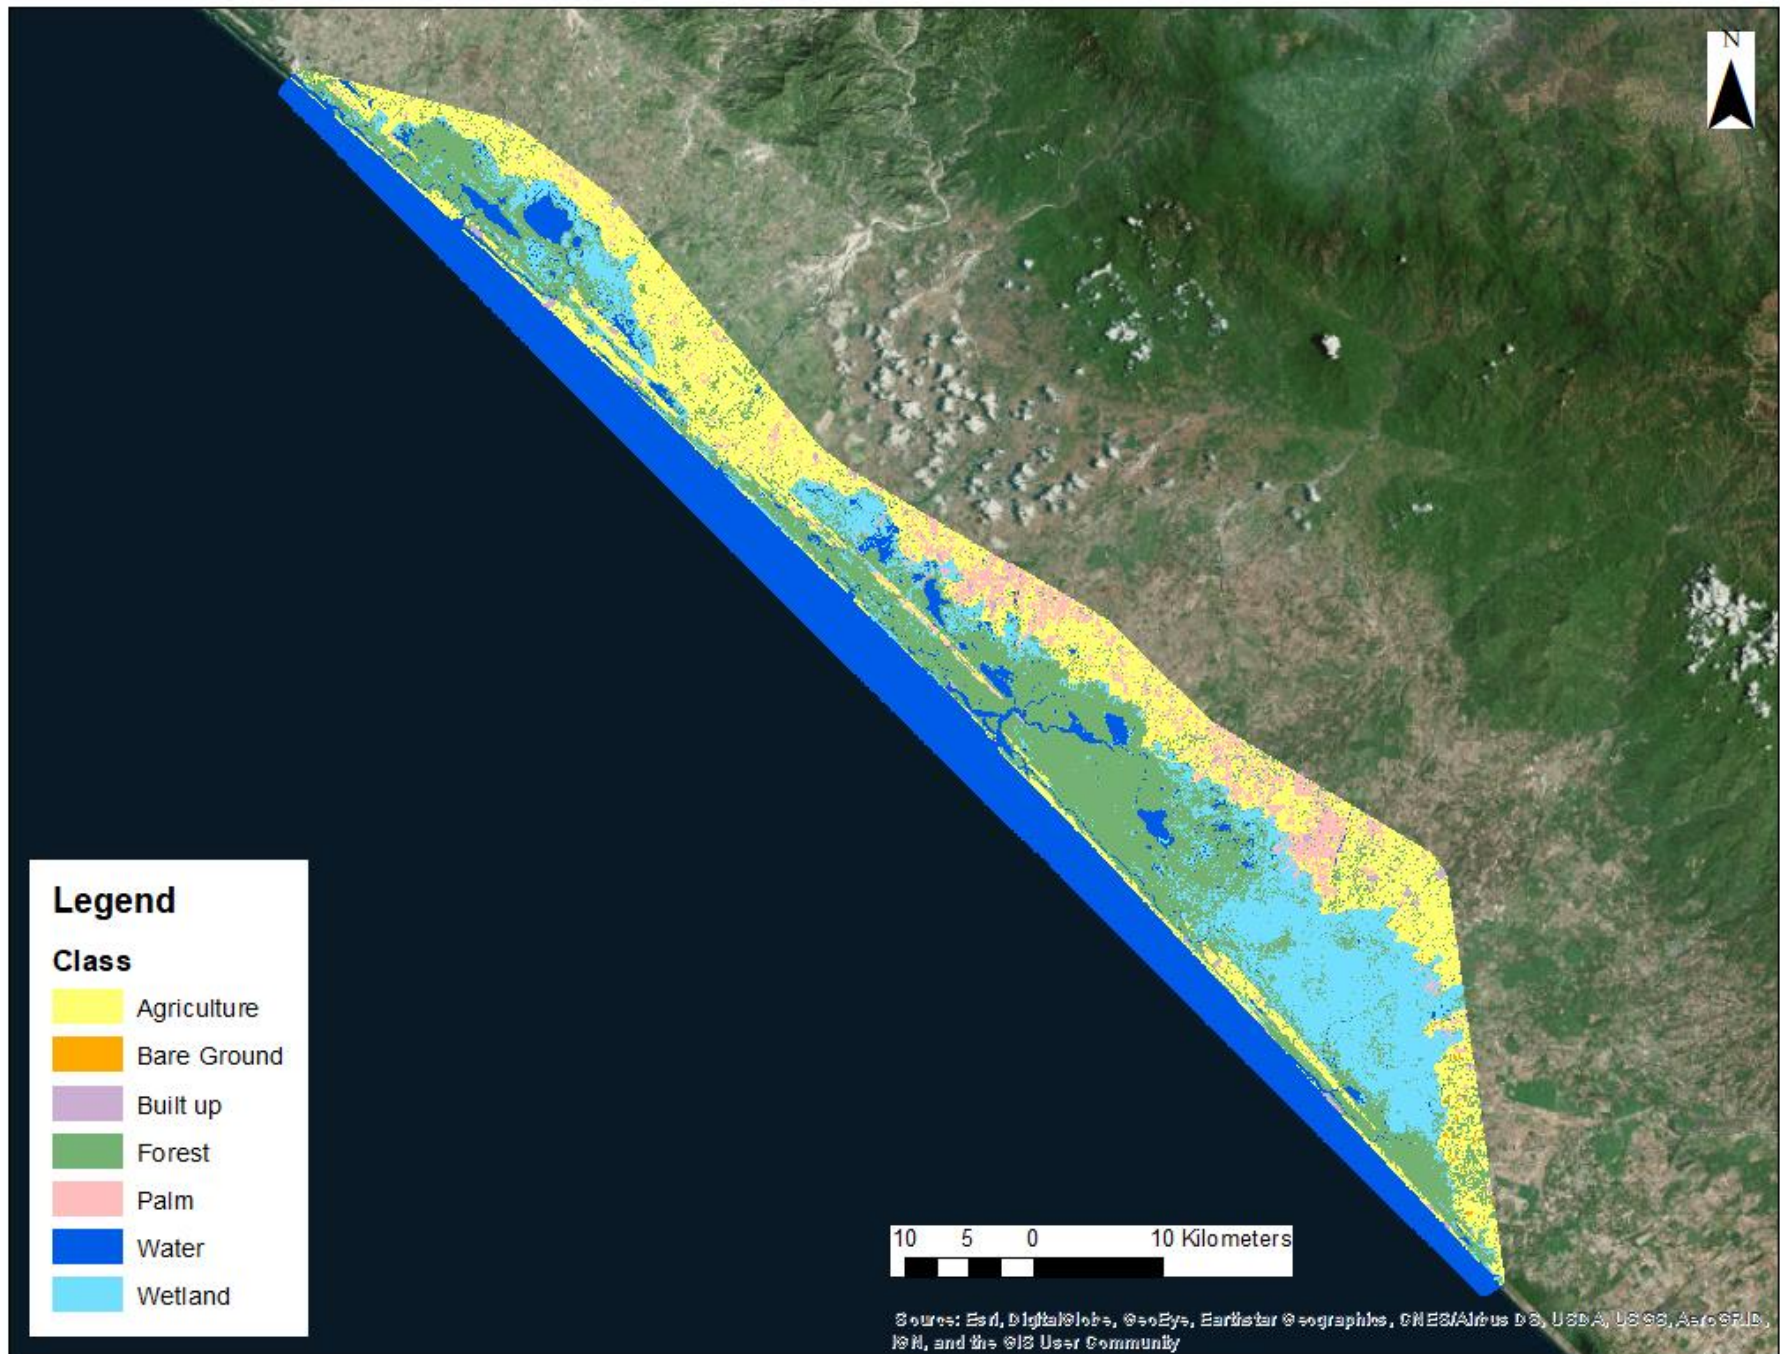 N
Legend
Class
Agriculture
Bare Ground
Built up
Forest
Palm
Water
Wetland
10 5 0 10 Kilometers
Source: Esri, DigitalGlobe, GeoEye, Earthstar Geographics, CNES/Airbus DS, USDA, USGS, AeroGRID,
IGN, and the GIS User Community